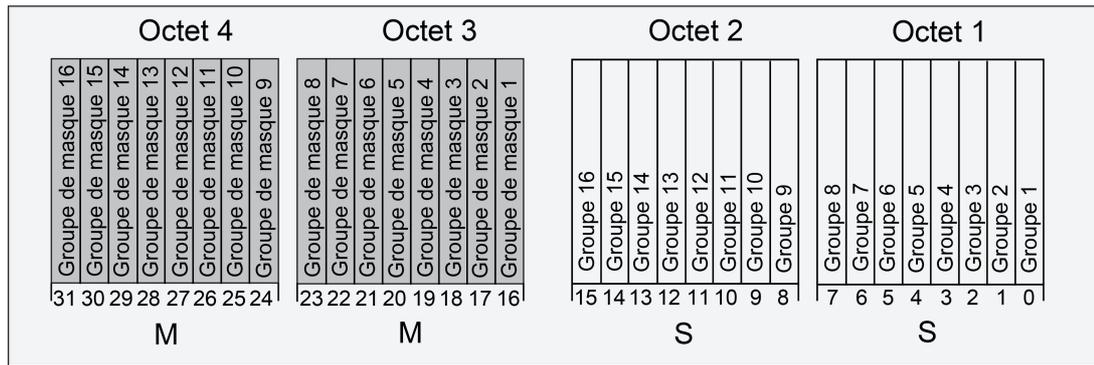 Octet 4
Octet 3
Octet 2
Octet 1
Groupe de masque 16
Groupe de masque 15
Groupe de masque 14
Groupe de masque 13
Groupe de masque 12
Groupe de masque 11
Groupe de masque 10
Groupe de masque 9
Groupe de masque 8
Groupe de masque 7
Groupe de masque 6
Groupe de masque 5
Groupe de masque 4
Groupe de masque 3
Groupe de masque 2
Groupe de masque 1
Groupe 16
Groupe 15
Groupe 14
Groupe 13
Groupe 12
Groupe 11
Groupe 10
Groupe 9
Groupe 8
Groupe 7
Groupe 6
Groupe 5
Groupe 4
Groupe 3
Groupe 2
Groupe 1
31 30 29 28 27 26 25 24
23 22 21 20 19 18 17 16
15 14 13 12 11 10 9 8
7 6 5 4 3 2 1 0
M
M
S
S